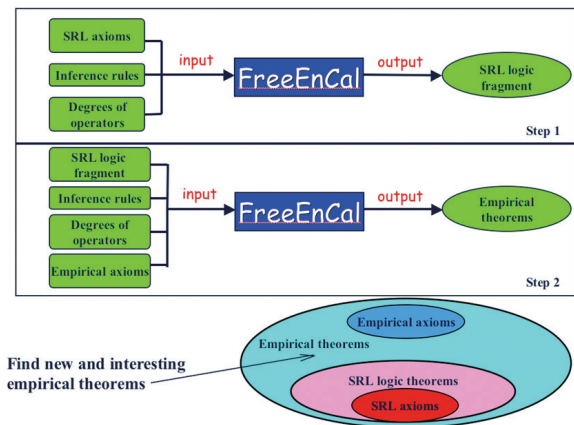 SRL axioms
Inference rules
Degrees of
operators
input
FreeEnCal
output
SRL logic
fragment
Step 1
SRL logic
fragment
Inference rules
Degrees of
operators
Empirical axioms
input
FreeEnCal
output
Empirical
theorems
Step 2
Find new and interesting
empirical theorems
Empirical axioms
Empirical theorems
SRL logic theorems
SRL axioms